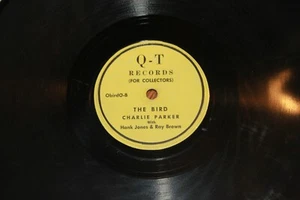 Q-T
RECORDS
(FOR COLLECTORS)
THE BIRD
CHARLIE PARKER
With
Hank Jones & Ray Brown